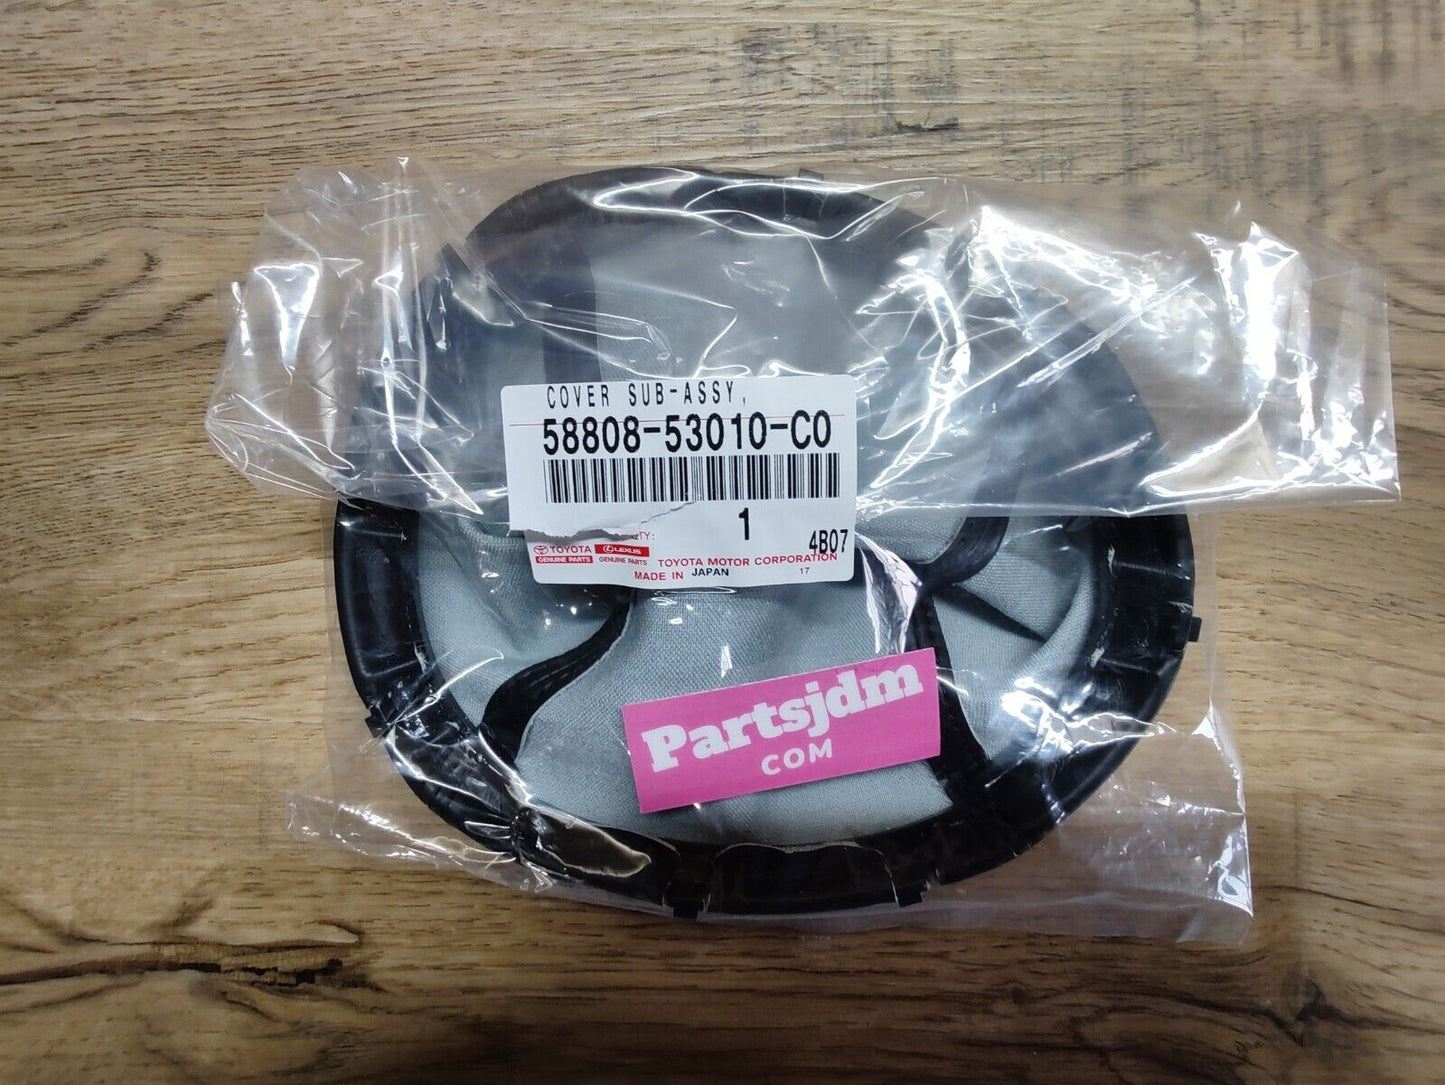 COVER SUB-ASSY,
58808-53010-C0
TY: 1
4B07
TOYOTA LEXUS
GENUINE PARTS GENUINE PARTS
TOYOTA MOTOR CORPORATION
MADE IN JAPAN 17
Partsjdm
COM